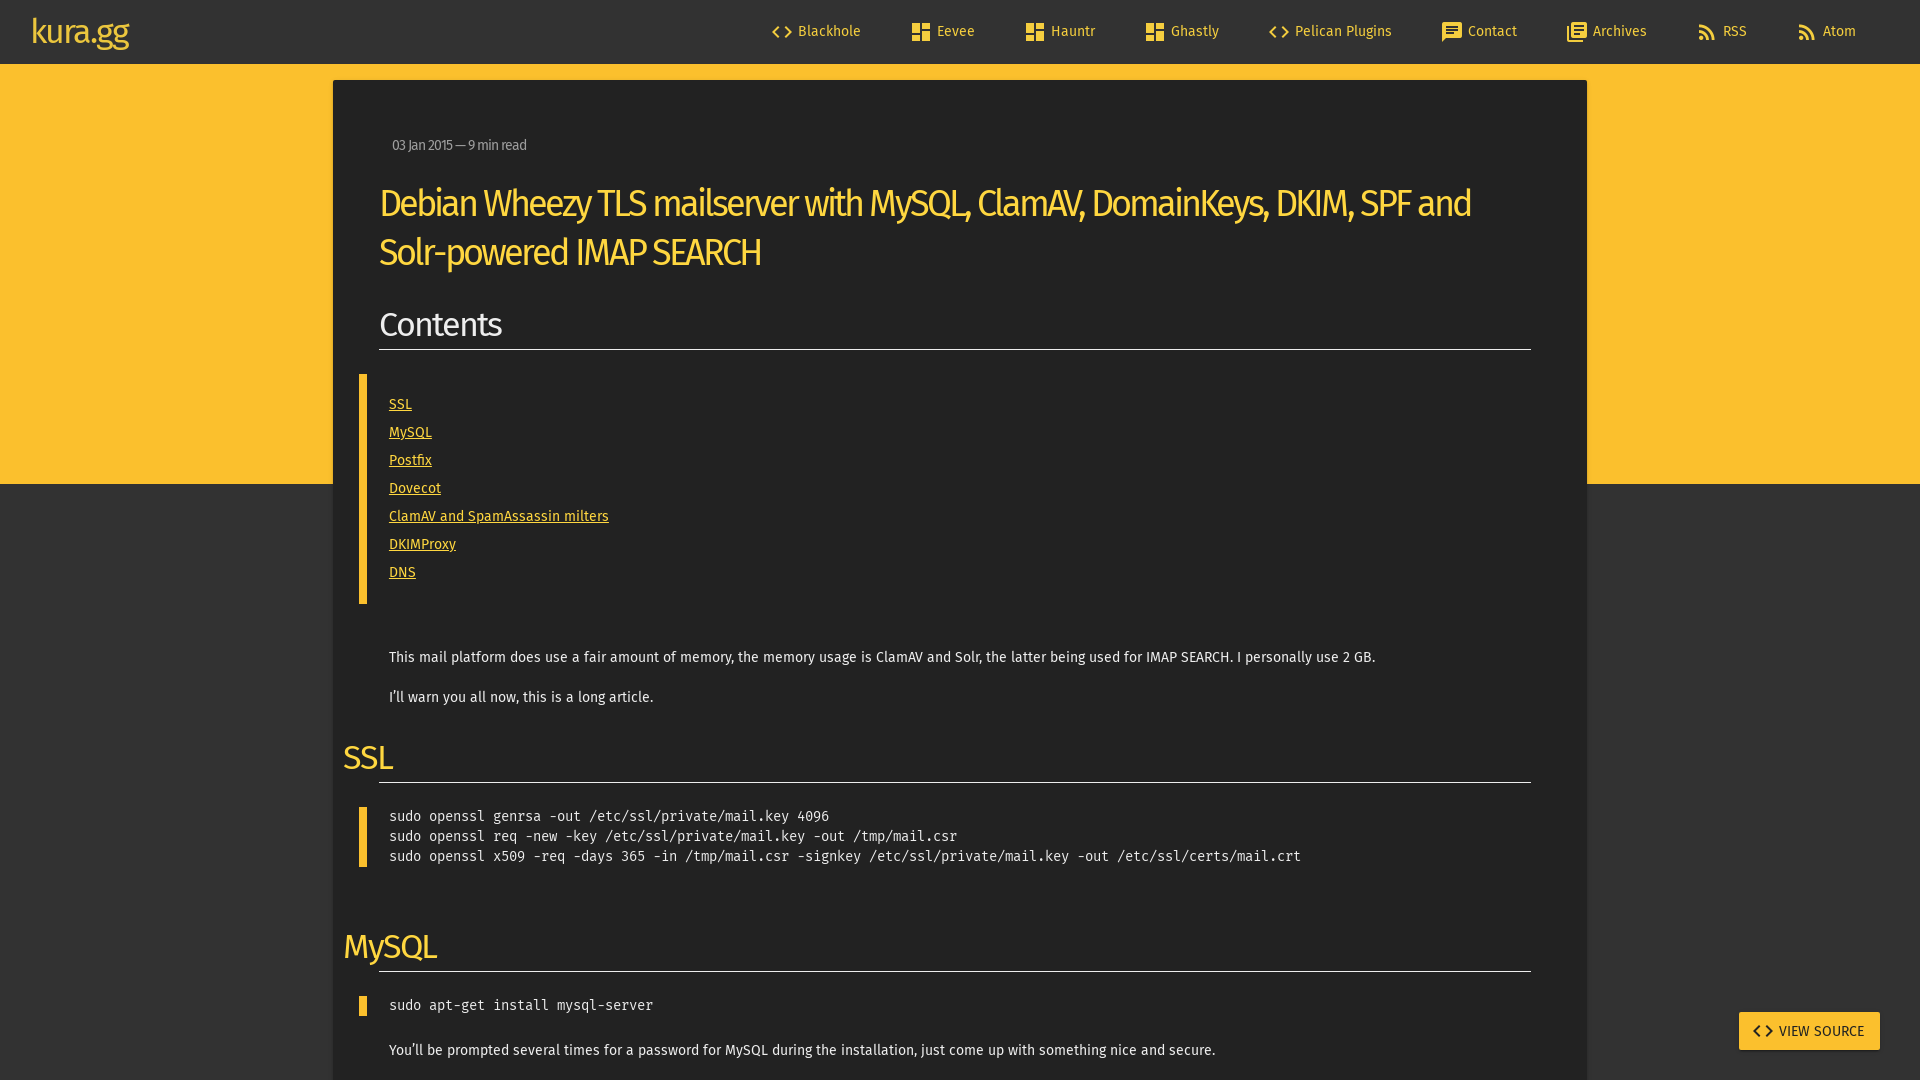 kura.gg
Blackhole
Eevee
Hauntr
Ghastly
Pelican Plugins
Contact
Archives
RSS
Atom
03 Jan 2015 — 9 min read
Debian Wheezy TLS mailserver with MySQL, ClamAV, DomainKeys, DKIM, SPF and
Solr-powered IMAP SEARCH
Contents
SSL
MySQL
Postfix
Dovecot
ClamAV and SpamAssassin milters
DKIMProxy
DNS
This mail platform does use a fair amount of memory, the memory usage is ClamAV and Solr, the latter being used for IMAP SEARCH. I personally use 2 GB.
I’ll warn you all now, this is a long article.
SSL
sudo openssl genrsa -out /etc/ssl/private/mail.key 4096
sudo openssl req -new -key /etc/ssl/private/mail.key -out /tmp/mail.csr
sudo openssl x509 -req -days 365 -in /tmp/mail.csr -signkey /etc/ssl/private/mail.key -out /etc/ssl/certs/mail.crt
MySQL
sudo apt-get install mysql-server
You’ll be prompted several times for a password for MySQL during the installation, just come up with something nice and secure.
VIEW SOURCE